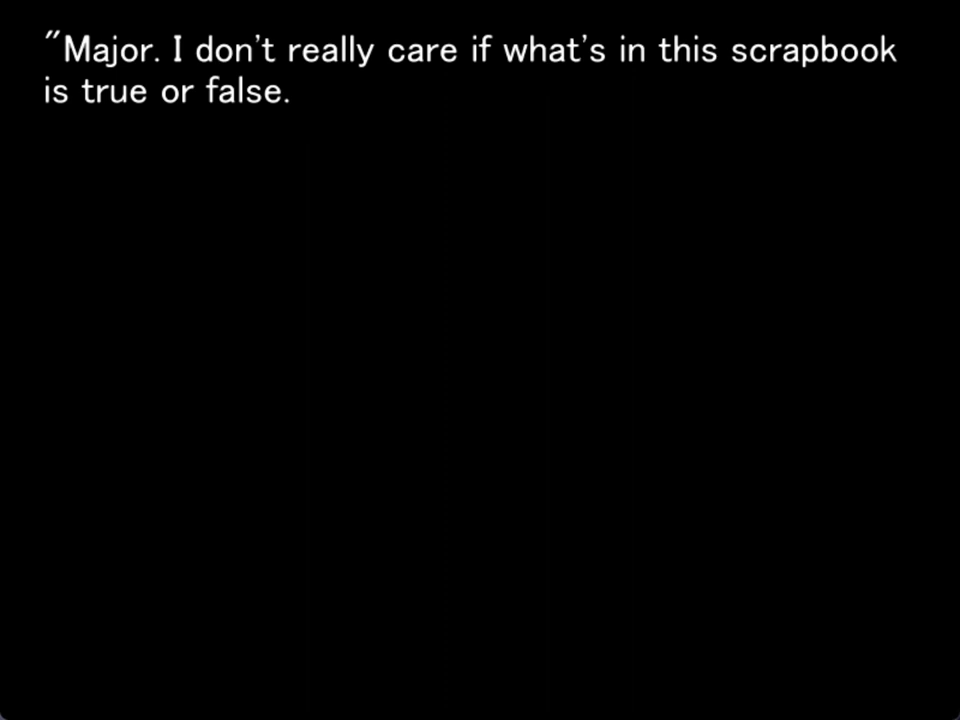 "Major. I don't really care if what's in this scrapbook
is true or false.